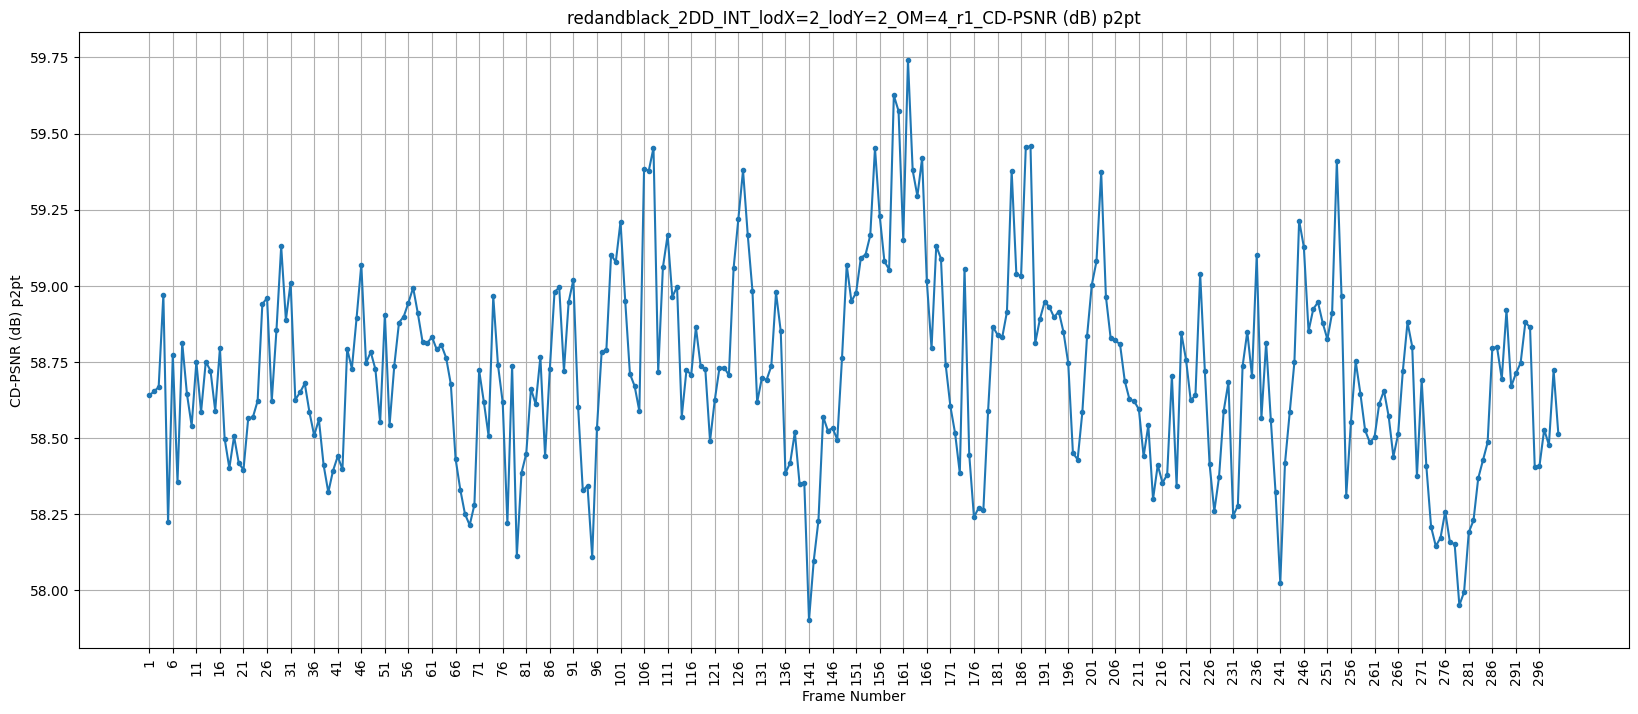 redandblack_2DD_INT_lodX=2_lodY=2_OM=4_r1_CD-PSNR (dB) p2pt
CD-PSNR (dB) p2pt
59.75
59.50
59.25
59.00
58.75
58.50
58.25
58.00
1 6 11 16 21 26 31 36 41 46 51 56 61 66 71 76 81 86 91 96 101 106 111 116 121 126 131 136 141 146 151 156 161 166 171 176 181 186 191 196 201 206 211 216 221 226 231 236 241 246 251 256 261 266 271 276 281 286 291 296
Frame Number